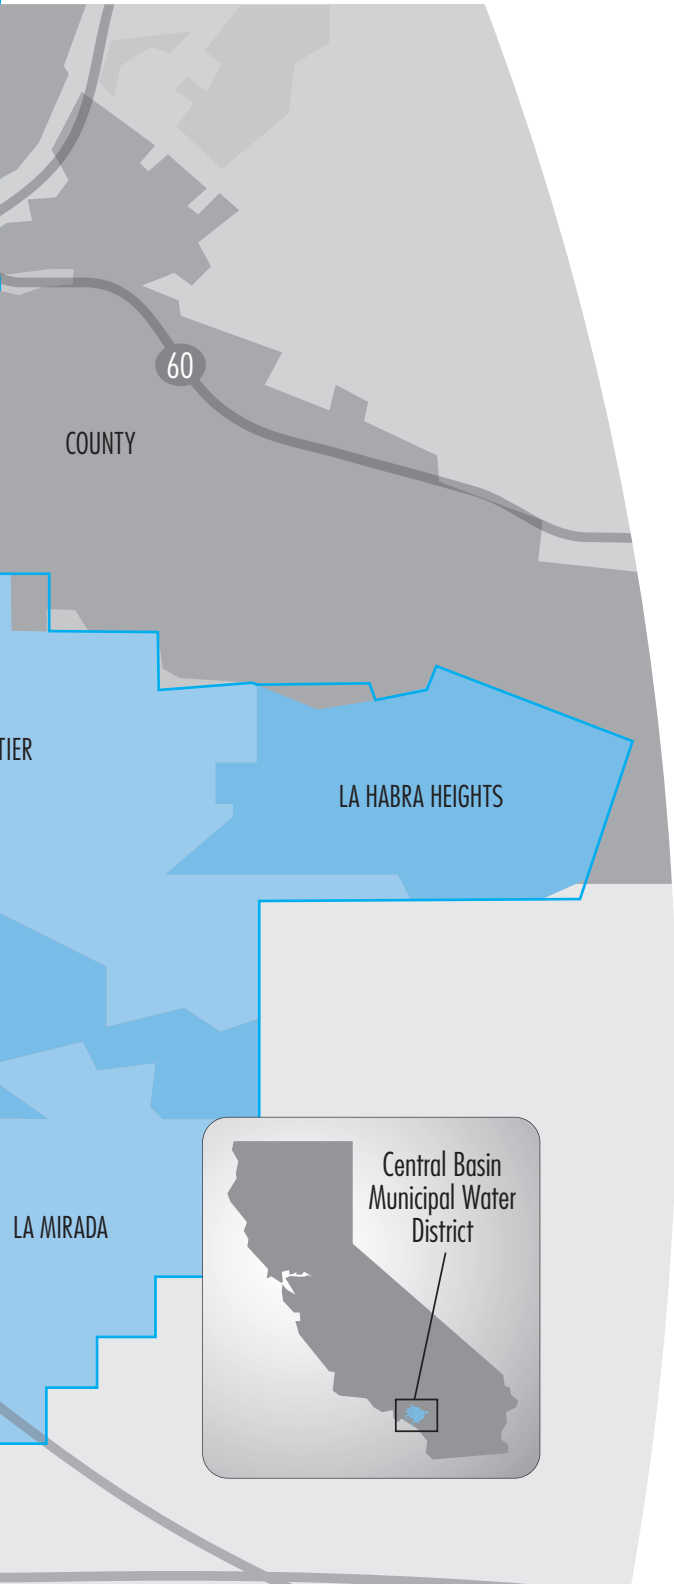 60
COUNTY
TIER
LA HABRA HEIGHTS
Central Basin
Municipal Water
District
LA MIRADA